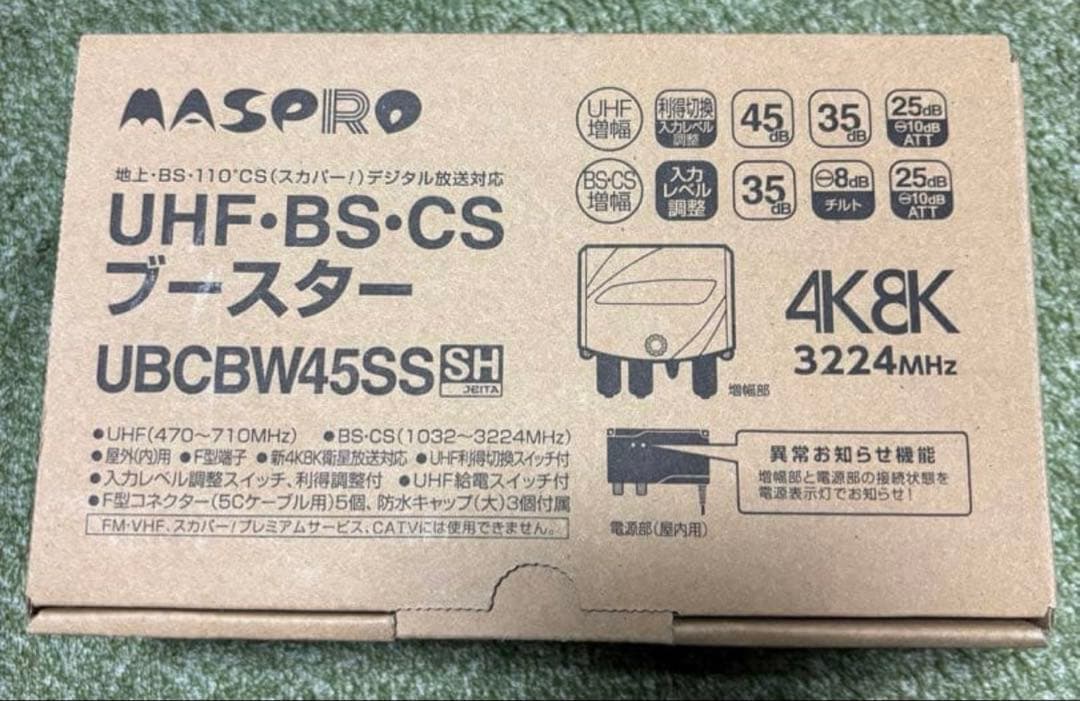 MASPRO
地上・BS・110°CS(スカパー!)デジタル放送対応
UHF・BS・CS
ブースター
UBCBW45SS SH
JEITA
UHF
増幅
利得切換
入力レベル
調整
45dB
35dB
25dB
⊖10dB
ATT
BS・CS
増幅
入力
レベル
調整
35dB
⊖8dB
チルト
25dB
⊖10dB
ATT
4K8K
3224MHz
増幅部
●UHF(470〜710MHz) ●BS・CS(1032〜3224MHz)
●屋外(内)用 ●F型端子 ●新4K8K衛星放送対応 ●UHF利得切換スイッチ付
●入力レベル調整スイッチ、利得調整付 ●UHF給電スイッチ付
●F型コネクター(5Cケーブル用)5個、防水キャップ(大)3個付属
FM・VHF、スカパー!プレミアムサービス、CATVには使用できません。
異常お知らせ機能
増幅部と電源部の接続状態を
電源表示灯でお知らせ!
電源部(屋内用)